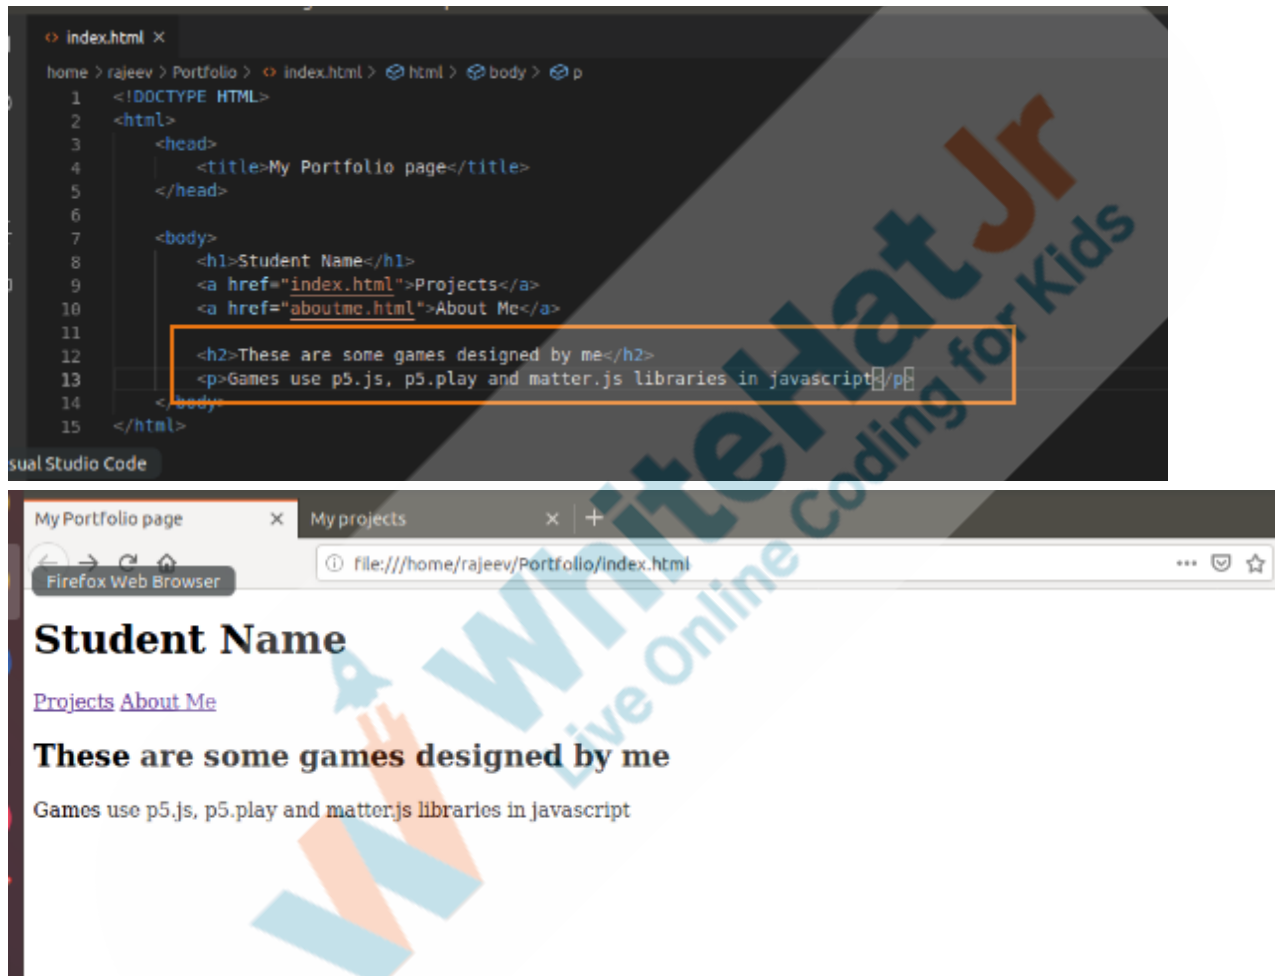 index.html ×
home > rajeev > Portfolio > index.html > html > body > p
1 <!DOCTYPE HTML>
2 <html>
3 <head>
4 <title>My Portfolio page</title>
5 </head>
6
7 <body>
8 <h1>Student Name</h1>
9 <a href="index.html">Projects</a>
10 <a href="aboutme.html">About Me</a>
11
12 <h2>These are some games designed by me</h2>
13 <p>Games use p5.js, p5.play and matter.js libraries in javascript</p>
14 </body>
15 </html>
sual Studio Code
My Portfolio page × My projects × +
file:///home/rajeev/Portfolio/index.html
Firefox Web Browser
Student Name
Projects About Me
These are some games designed by me
Games use p5.js, p5.play and matter.js libraries in javascript
WhiteHat Jr
Live Online Coding for Kids